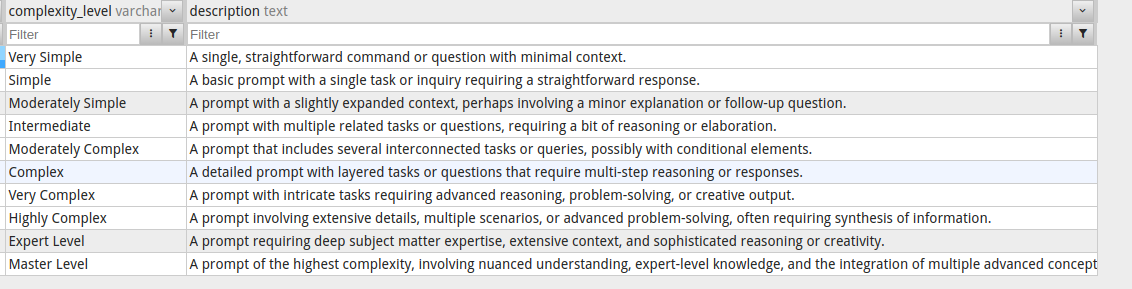 complexity_level varchar description text
Filter Filter
Very Simple A single, straightforward command or question with minimal context.
Simple A basic prompt with a single task or inquiry requiring a straightforward response.
Moderately Simple A prompt with a slightly expanded context, perhaps involving a minor explanation or follow-up question.
Intermediate A prompt with multiple related tasks or questions, requiring a bit of reasoning or elaboration.
Moderately Complex A prompt that includes several interconnected tasks or queries, possibly with conditional elements.
Complex A detailed prompt with layered tasks or questions that require multi-step reasoning or responses.
Very Complex A prompt with intricate tasks requiring advanced reasoning, problem-solving, or creative output.
Highly Complex A prompt involving extensive details, multiple scenarios, or advanced problem-solving, often requiring synthesis of information.
Expert Level A prompt requiring deep subject matter expertise, extensive context, and sophisticated reasoning or creativity.
Master Level A prompt of the highest complexity, involving nuanced understanding, expert-level knowledge, and the integration of multiple advanced concept